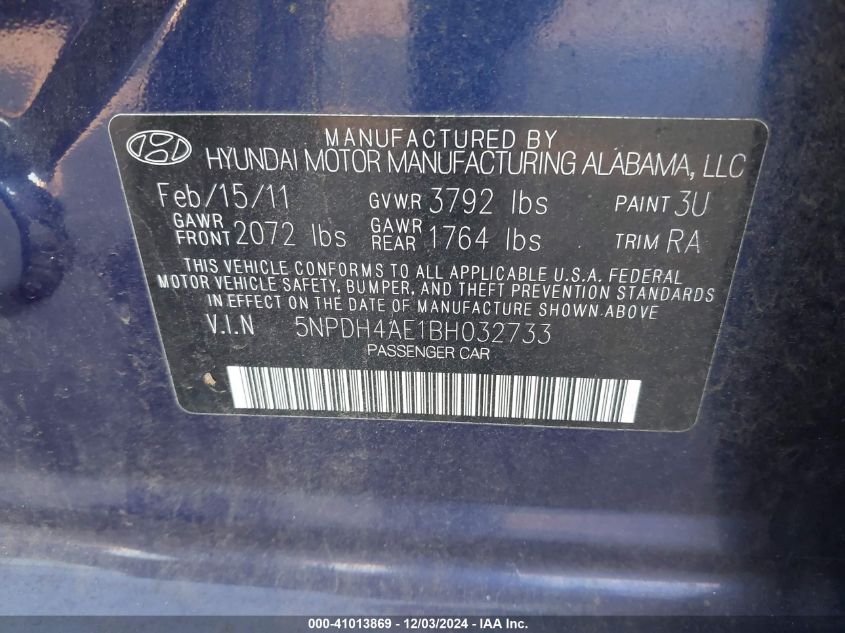 MANUFACTURED BY
HYUNDAI MOTOR MANUFACTURING ALABAMA, LLC
Feb/15/11 GVWR 3792 lbs PAINT 3U
GAWR FRONT 2072 lbs GAWR REAR 1764 lbs TRIM RA
THIS VEHICLE CONFORMS TO ALL APPLICABLE U.S.A. FEDERAL
MOTOR VEHICLE SAFETY, BUMPER, AND THEFT PREVENTION STANDARDS
IN EFFECT ON THE DATE OF MANUFACTURE SHOWN ABOVE.
V.I.N 5NPDH4AE1BH032733
PASSENGER CAR
000-41013869 - 12/03/2024 - IAA Inc.